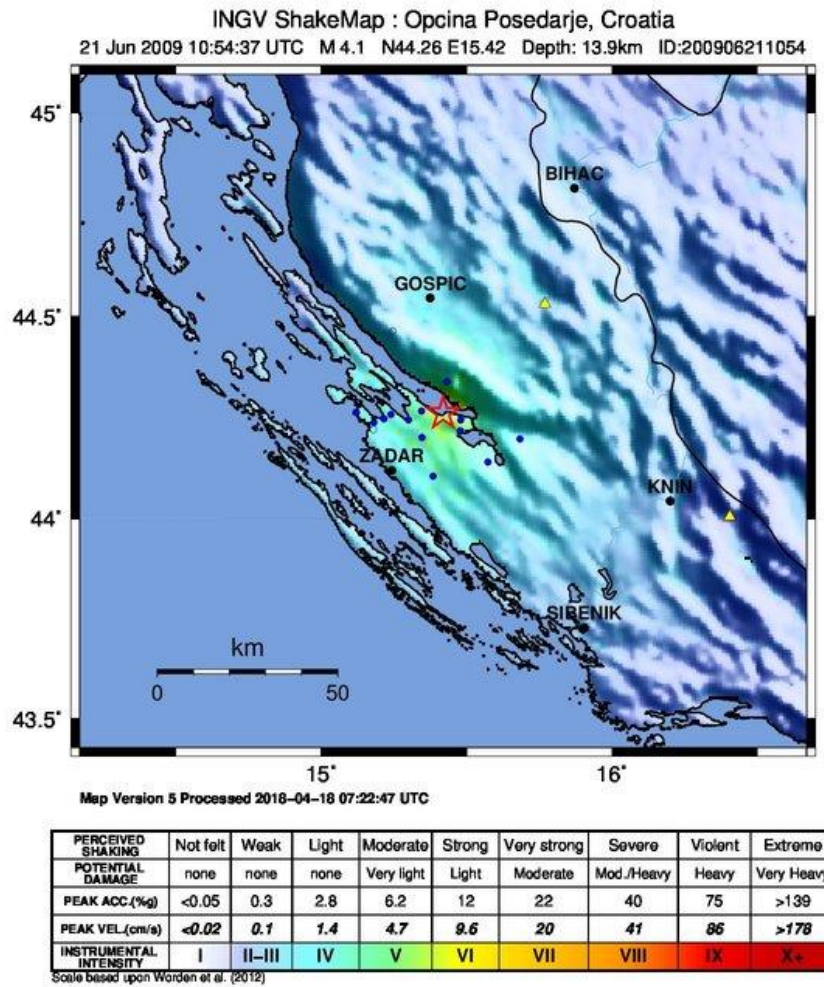 INGV ShakeMap : Opcina Posedarje, Croatia
21 Jun 2009 10:54:37 UTC M 4.1 N44.26 E15.42 Depth: 13.9km ID:200906211054
45°
BIHAC
GOSPIC
44.5°
ZADAR
KNIN
44°
SIBENIK
km
0 50
43.5°
15° 16°
Map Version 5 Processed 2018-04-18 07:22:47 UTC
PERCEIVED SHAKING Not felt Weak Light Moderate Strong Very strong Severe Violent Extreme
POTENTIAL DAMAGE none none none Very light Light Moderate Mod./Heavy Heavy Very Heavy
PEAK ACC.(%g) <0.05 0.3 2.8 6.2 12 22 40 75 >139
PEAK VEL.(cm/s) <0.02 0.1 1.4 4.7 9.6 20 41 86 >178
INSTRUMENTAL INTENSITY I II-III IV V VI VII VIII IX X+
Scale based upon Worden et al. (2012)